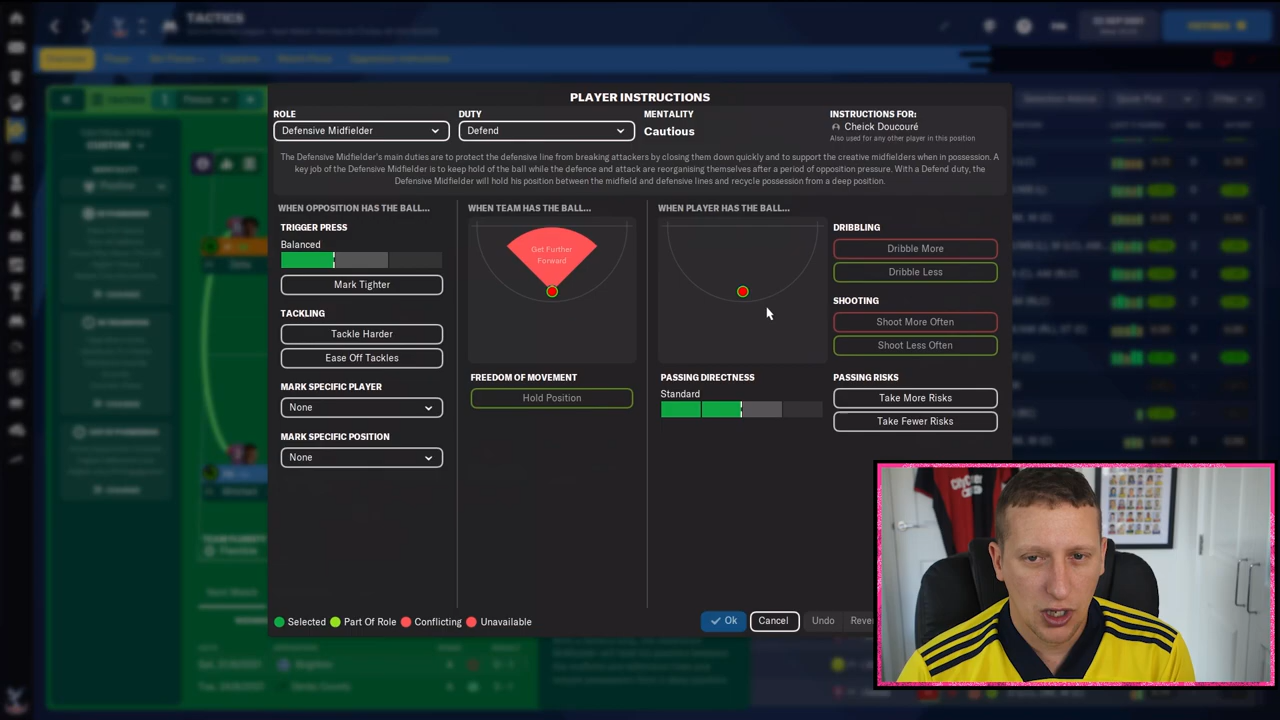 TACTICS
PLAYER INSTRUCTIONS
ROLE
Defensive Midfielder
DUTY
Defend
MENTALITY
Cautious
INSTRUCTIONS FOR:
Cheick Doucouré
Also used for any other player in this position
The Defensive Midfielder's main duties are to protect the defensive line from breaking attackers by closing them down quickly and to support the creative midfielders when in possession. A
key job of the Defensive Midfielder is to keep hold of the ball while the defence and attack are reorganising themselves after a period of opposition pressure. With a Defend duty, the
Defensive Midfielder will hold his position between the midfield and defensive lines and recycle possession from a deep position.
WHEN OPPOSITION HAS THE BALL...
TRIGGER PRESS
Balanced
Mark Tighter
TACKLING
Tackle Harder
Ease Off Tackles
MARK SPECIFIC PLAYER
None
MARK SPECIFIC POSITION
None
WHEN TEAM HAS THE BALL...
Get Further
Forward
FREEDOM OF MOVEMENT
Hold Position
WHEN PLAYER HAS THE BALL...
PASSING DIRECTNESS
Standard
DRIBBLING
Dribble More
Dribble Less
SHOOTING
Shoot More Often
Shoot Less Often
PASSING RISKS
Take More Risks
Take Fewer Risks
Selected
Part Of Role
Conflicting
Unavailable
Ok
Cancel
Undo